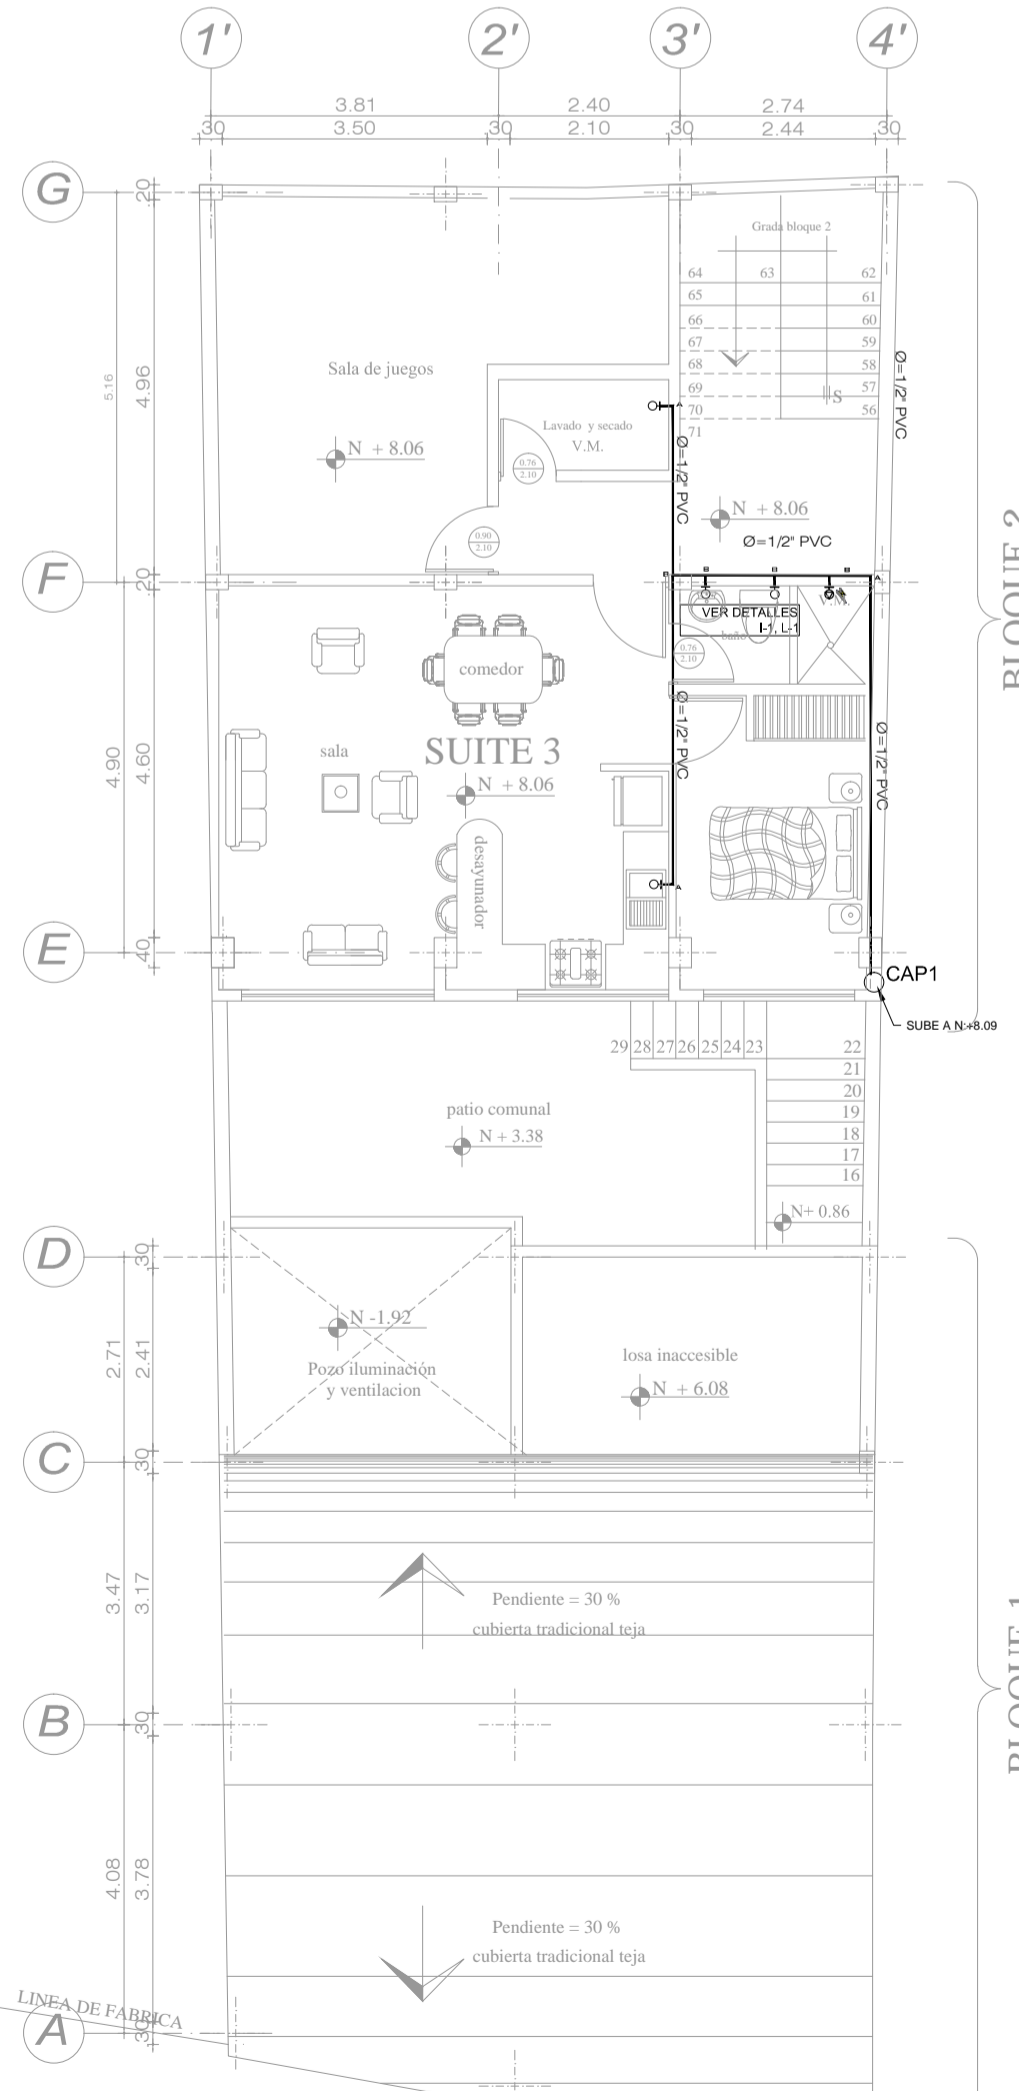 1' 2' 3' 4'
3.81 2.40 2.74
.30 3.50 .30 2.10 .30 2.44 .30
G
.20
Grada bloque 2
64 63 62
65 61
66 60
67 59
68 58
69 57
70 56
71
S
5.16
4.96
Sala de juegos
N + 8.06
Lavado y secado
V.M.
0.76
2.10
0.90
2.10
Ø=1/2" PVC
Ø=1/2" PVC
A
N + 8.06
Ø=1/2" PVC
BLOQUE 2
F
.20
B B B B A
V.M.
VER DETALLES
I-1, L-1
baño
0.76
2.10
comedor
sala
SUITE 3
N + 8.06
4.90
4.60
Ø=1/2" PVC
Ø=1/2" PVC
desayunador
A
E
.40
CAP1
SUBE A N:+8.09
29 28 27 26 25 24 23 22
21
20
19
18
17
16
patio comunal
N + 3.38
N+ 0.86
D
.30
N -1.92
Pozo iluminación
y ventilacion
losa inaccesible
N + 6.08
2.71
2.41
C
.30
3.47
3.17
Pendiente = 30 %
cubierta tradicional teja
BLOQUE 1
B
.30
4.08
3.78
Pendiente = 30 %
cubierta tradicional teja
LINEA DE FABRICA
A
.30